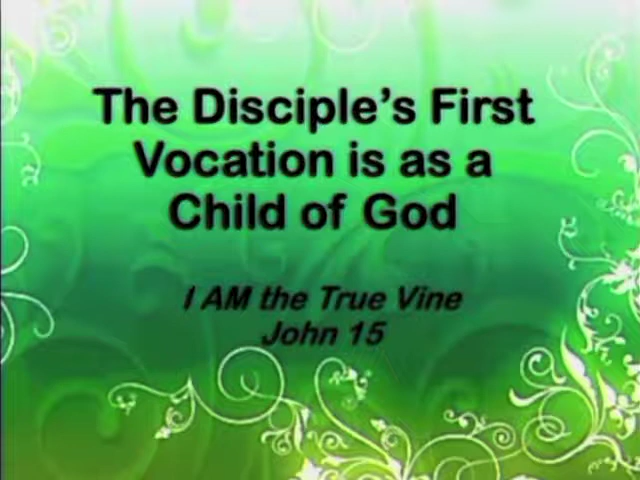 The Disciple’s First
Vocation is as a
Child of God
I AM the True Vine
John 15